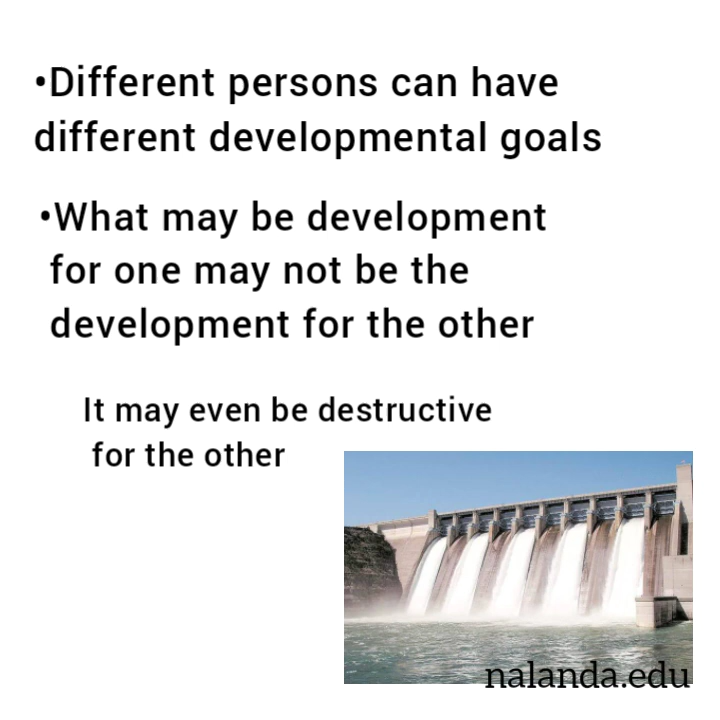 •Different persons can have
different developmental goals
•What may be development
for one may not be the
development for the other
It may even be destructive
for the other
nalanda.edu